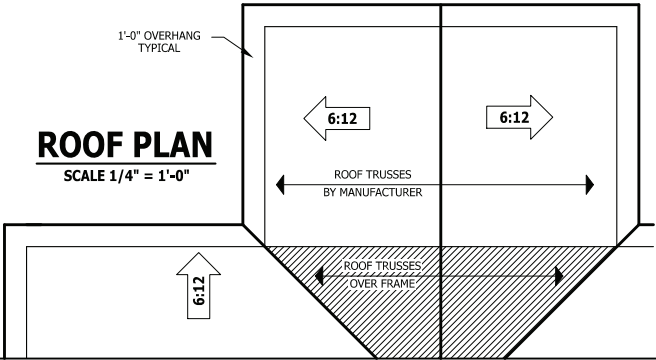 1'-0" OVERHANG
TYPICAL
6:12
6:12
ROOF PLAN
SCALE 1/4" = 1'-0"
ROOF TRUSSES
BY MANUFACTURER
ROOF TRUSSES
OVER FRAME
6:12